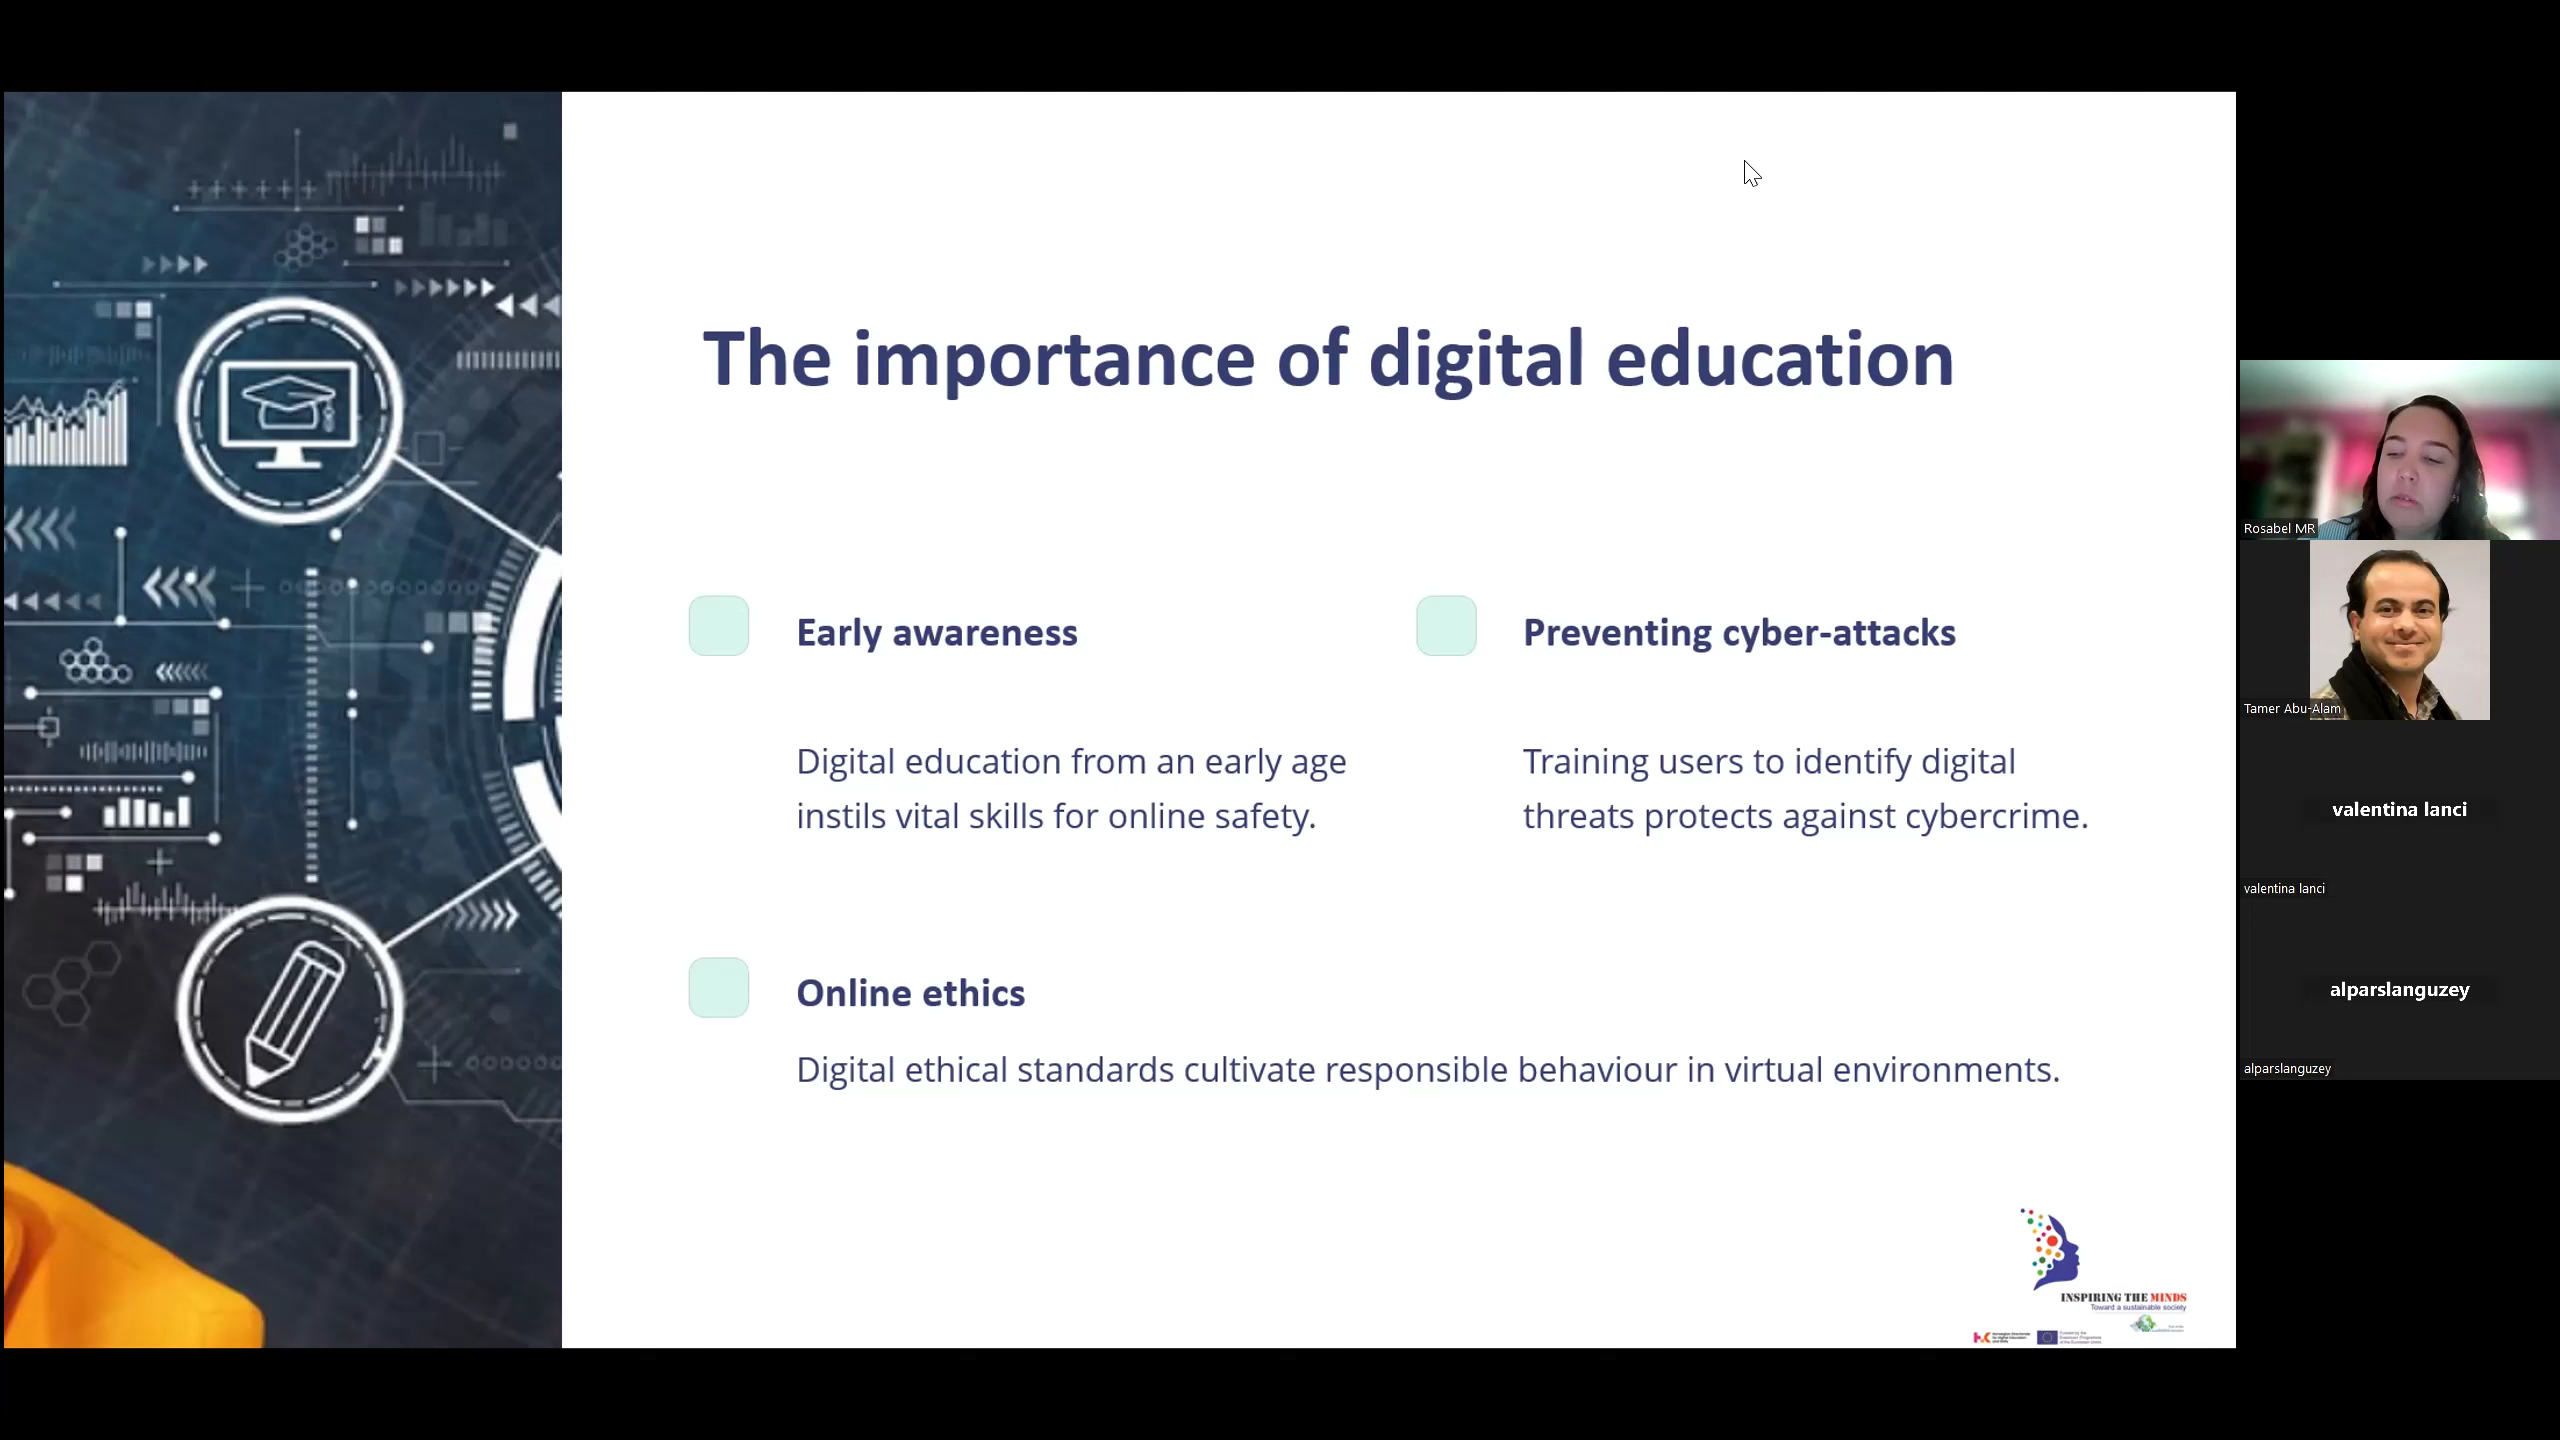 The importance of digital education
Early awareness
Digital education from an early age
instils vital skills for online safety.
Preventing cyber-attacks
Training users to identify digital
threats protects against cybercrime.
Online ethics
Digital ethical standards cultivate responsible behaviour in virtual environments.
INSPIRING THE MINDS
Toward a sustainable society
Rosabel MR
Tamer Abu-Alam
valentina lanci
valentina lanci
alparslanguzey
alparslanguzey